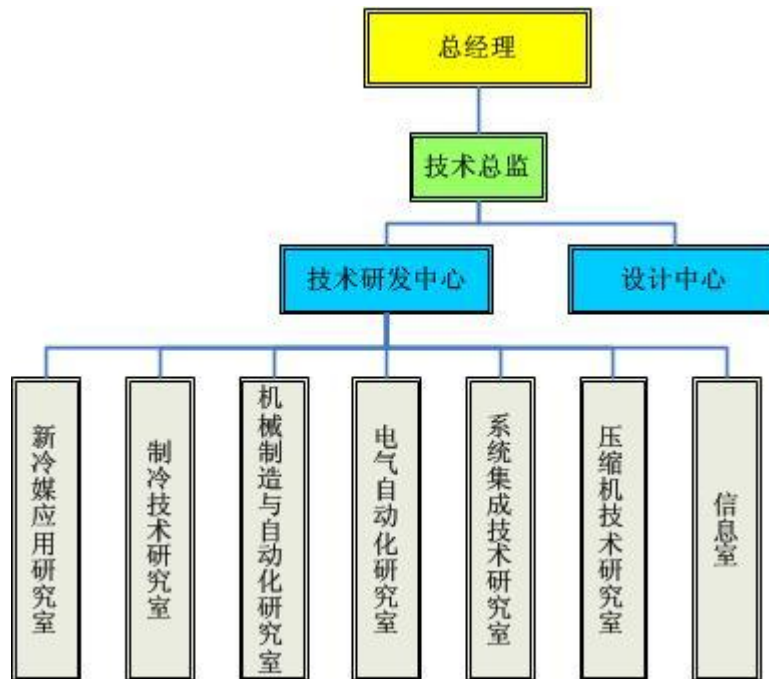 总经理
技术总监
技术研发中心
设计中心
新冷媒应用研究室
制冷技术研究室
机械制造与自动化研究室
电气自动化研究室
系统集成技术研究室
压缩机技术研究室
信息室